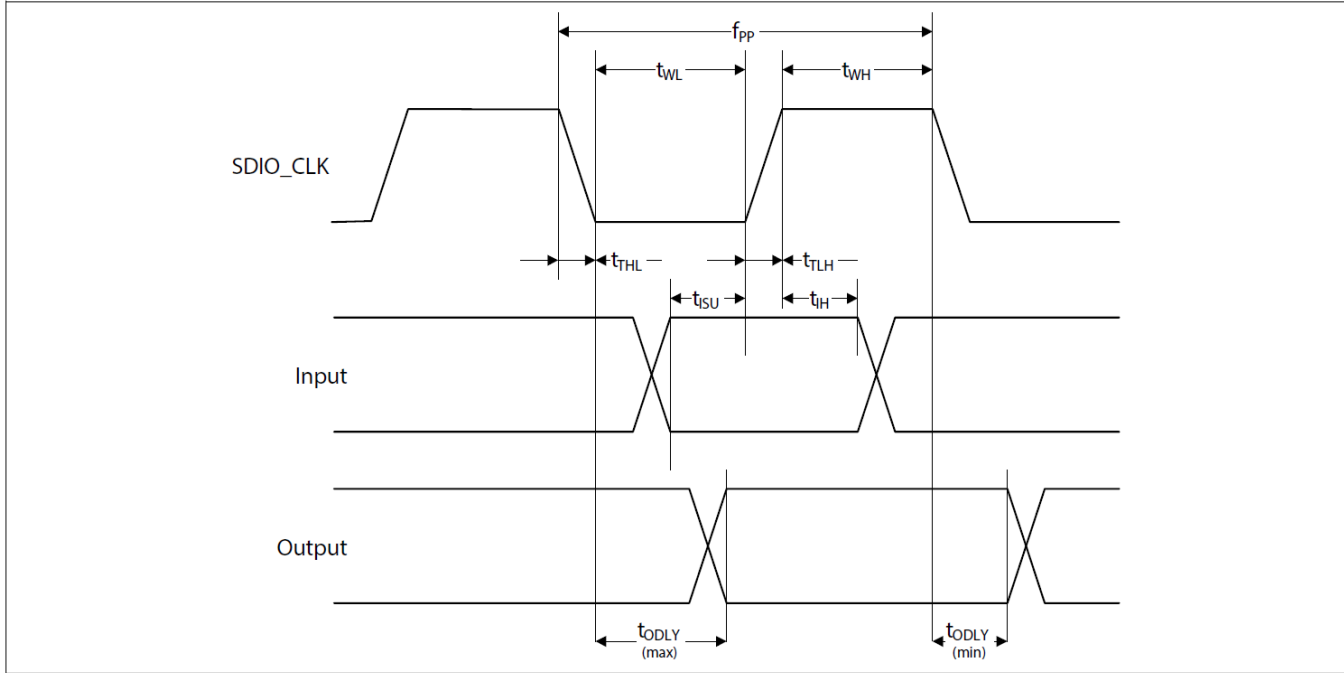 fPP
tWL tWH
SDIO_CLK
tTHL tTLH
tISU tIH
Input
Output
tODLY tODLY
(max) (min)